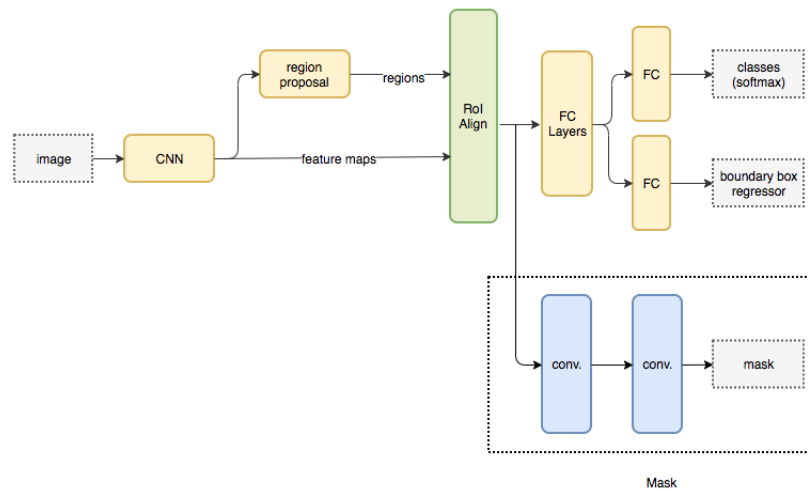 region
proposal
regions
image
CNN
feature maps
RoI
Align
FC
Layers
FC
classes
(softmax)
FC
boundary box
regressor
conv.
conv.
mask
Mask